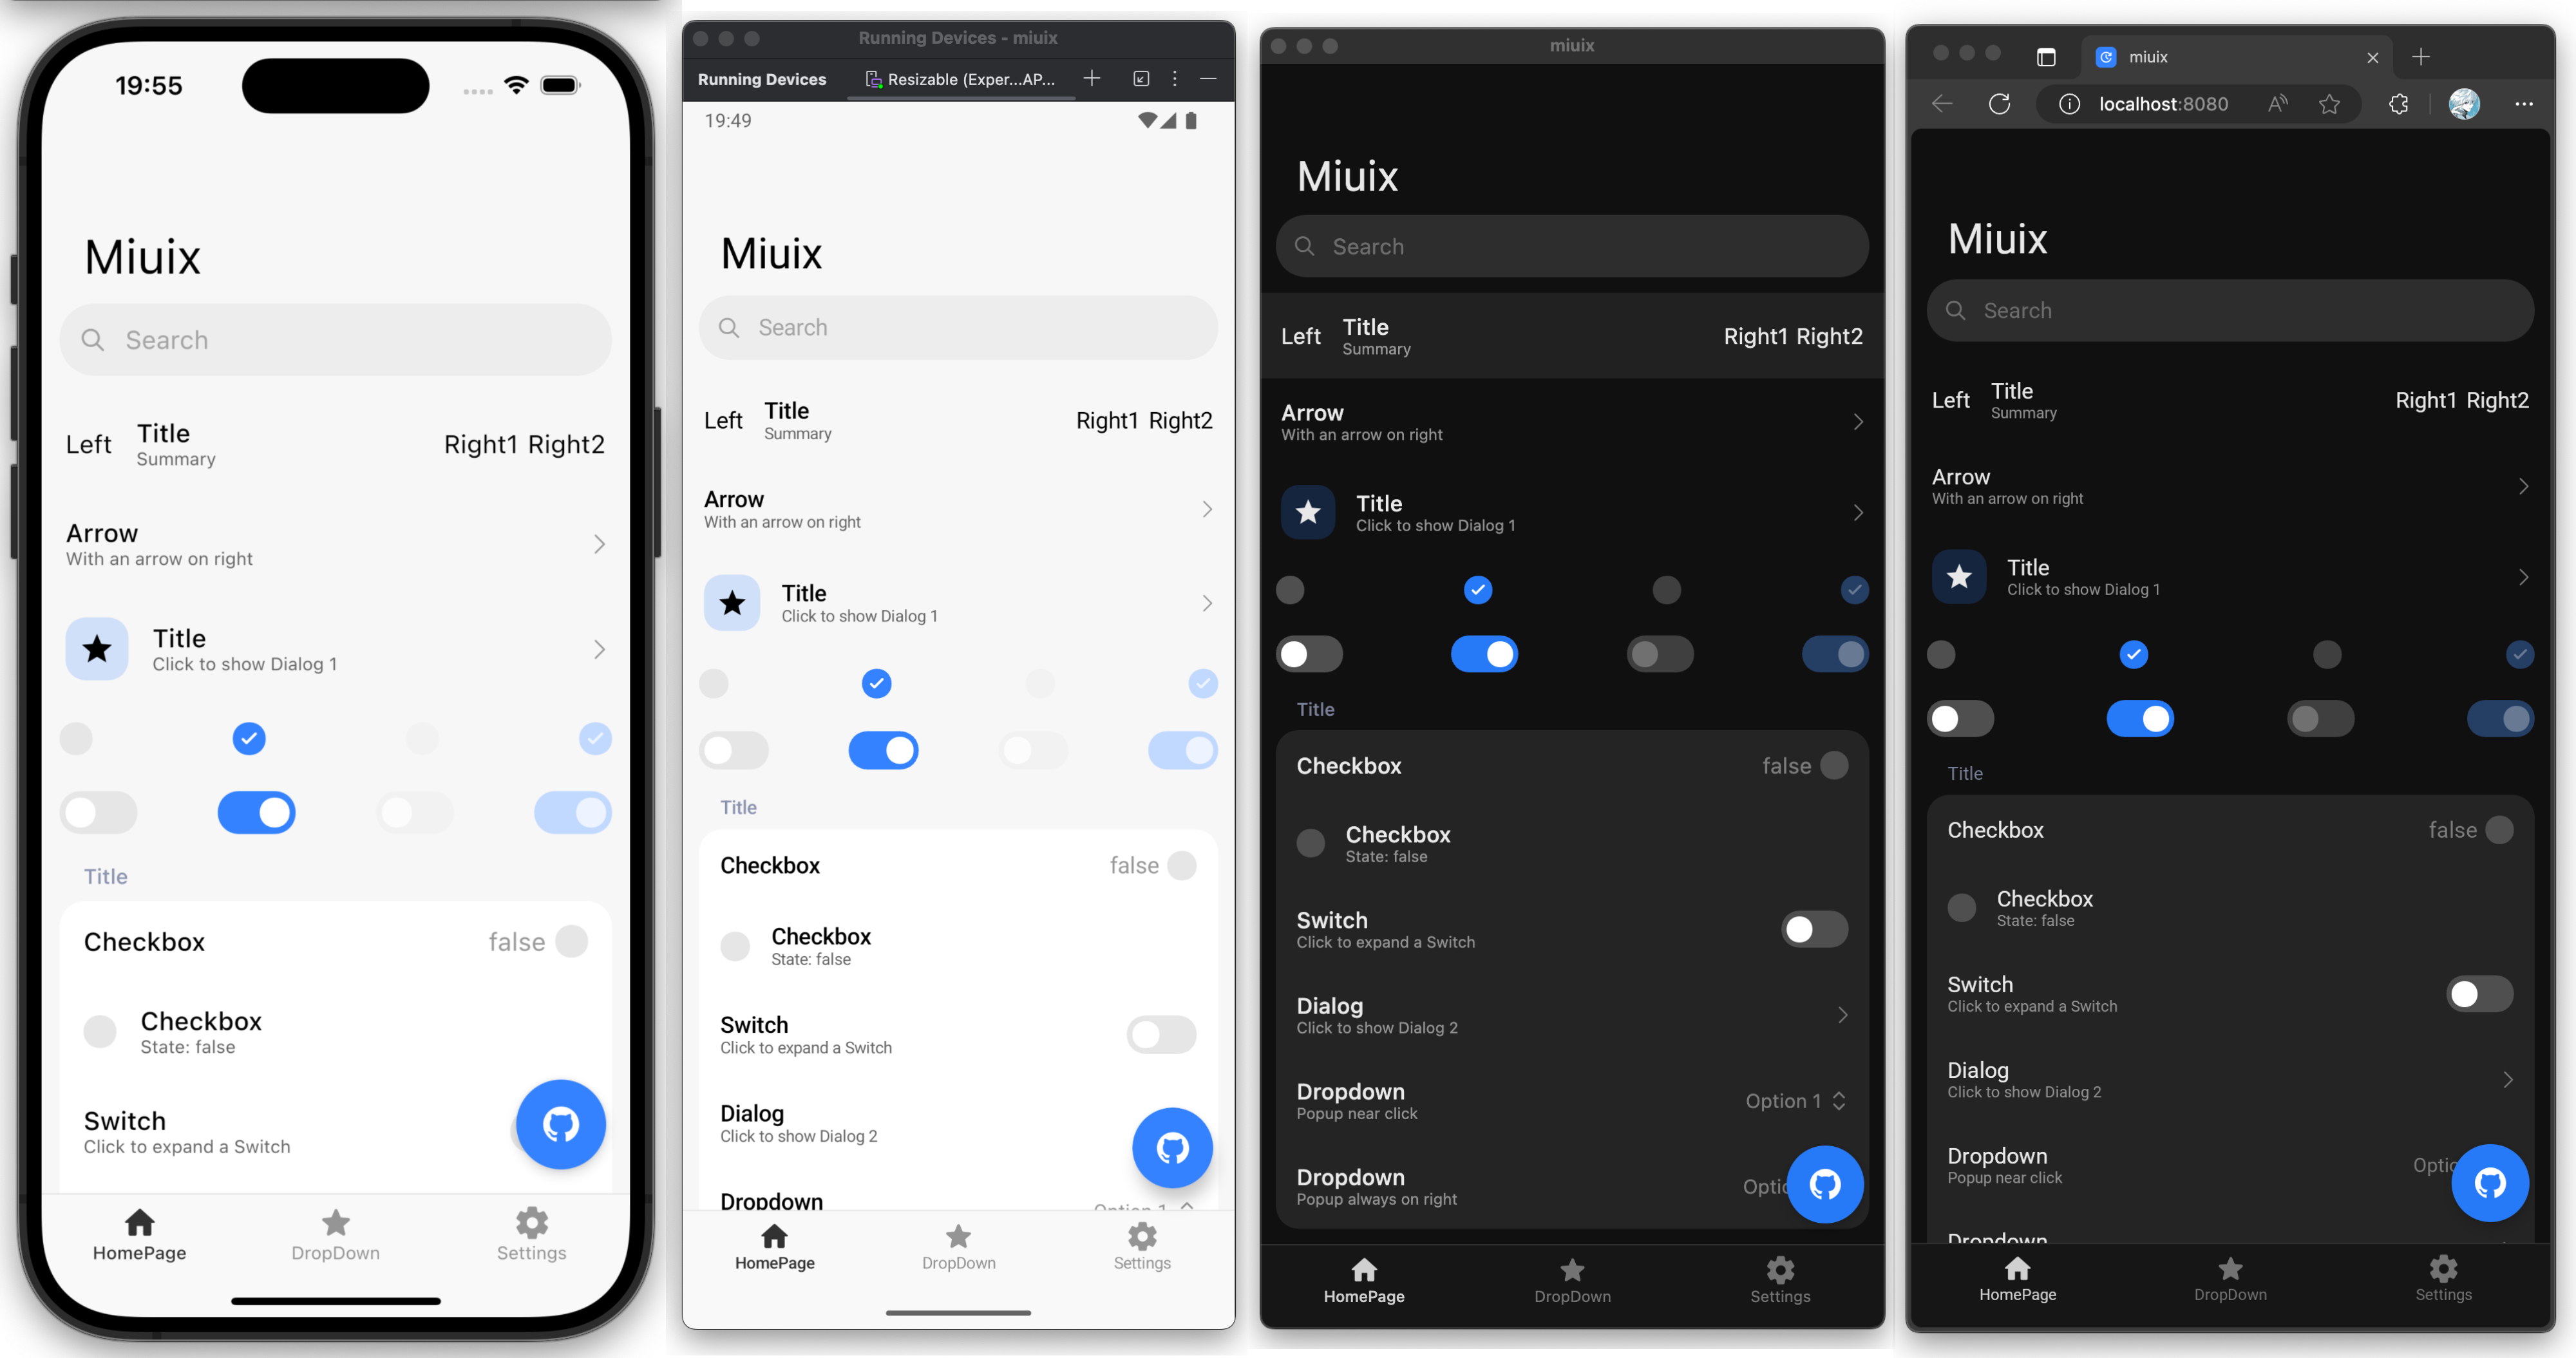 19:55
Miuix
Search
Left Title Right1 Right2
Summary
Arrow
With an arrow on right
Title
Click to show Dialog 1
Title
Checkbox false
Checkbox
State: false
Switch
Click to expand a Switch
HomePage DropDown Settings
Running Devices - miuix
Running Devices Resizable (Exper...AP...
19:49
Miuix
Search
Left Title Right1 Right2
Summary
Arrow
With an arrow on right
Title
Click to show Dialog 1
Title
Checkbox false
Checkbox
State: false
Switch
Click to expand a Switch
Dialog
Click to show Dialog 2
Dropdown Option 1
HomePage DropDown Settings
miuix
Miuix
Search
Left Title Right1 Right2
Summary
Arrow
With an arrow on right
Title
Click to show Dialog 1
Title
Checkbox false
Checkbox
State: false
Switch
Click to expand a Switch
Dialog
Click to show Dialog 2
Dropdown Option 1
Popup near click
Dropdown Optio
Popup always on right
HomePage DropDown Settings
miuix
localhost:8080
Miuix
Search
Left Title Right1 Right2
Summary
Arrow
With an arrow on right
Title
Click to show Dialog 1
Title
Checkbox false
Checkbox
State: false
Switch
Click to expand a Switch
Dialog
Click to show Dialog 2
Dropdown Optio
Popup near click
Dropdown
HomePage DropDown Settings